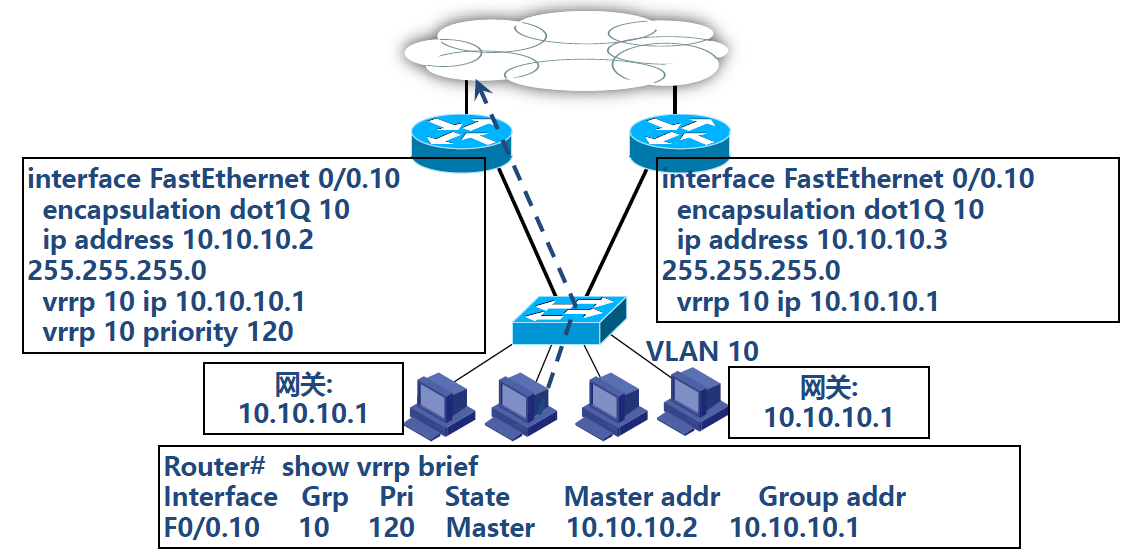 interface FastEthernet 0/0.10
encapsulation dot1Q 10
ip address 10.10.10.2
255.255.255.0
vrrp 10 ip 10.10.10.1
vrrp 10 priority 120
interface FastEthernet 0/0.10
encapsulation dot1Q 10
ip address 10.10.10.3
255.255.255.0
vrrp 10 ip 10.10.10.1
VLAN 10
网关:
10.10.10.1
网关:
10.10.10.1
Router#  show vrrp brief
Interface   Grp   Pri   State   Master addr   Group addr
F0/0.10   10   120   Master   10.10.10.2   10.10.10.1